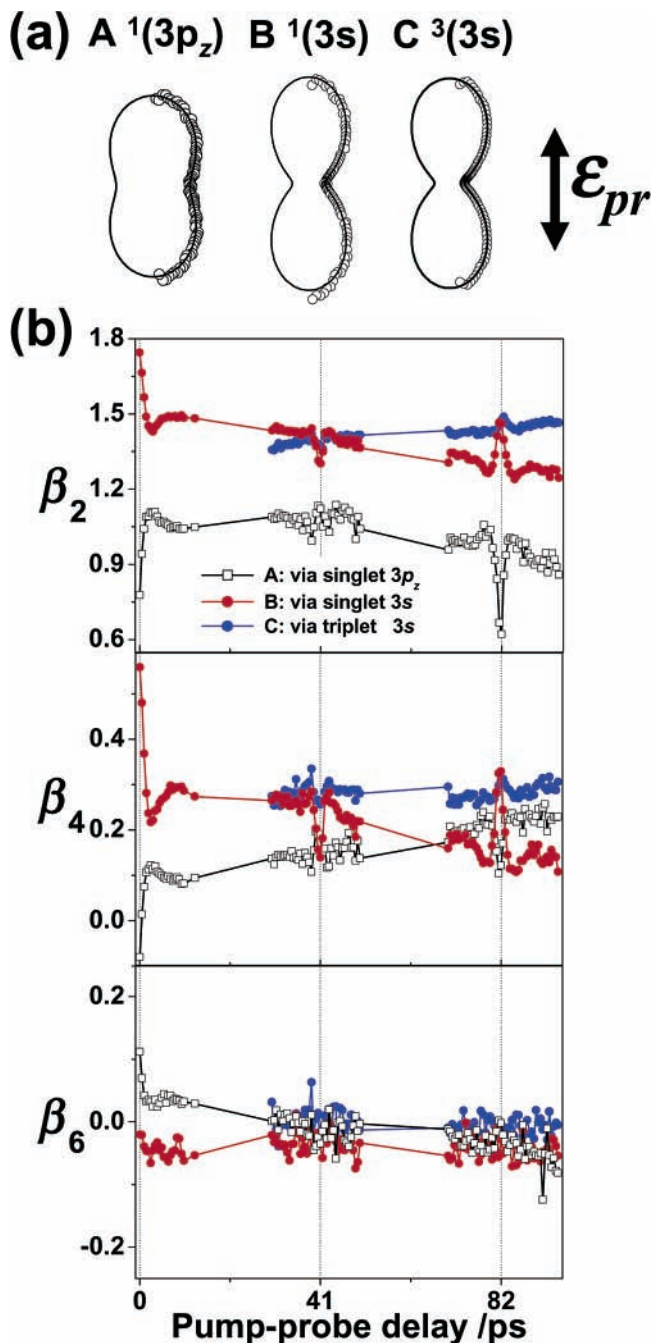 (a) A ¹(3p_z) B ¹(3s) C ³(3s)
ε_pr
(b)
1.8
1.5
1.2
0.9
0.6
β₂
A: via singlet 3p_z
B: via singlet 3s
C: via triplet 3s
0.4
0.2
0.0
β₄
0.2
0.0
-0.2
β₆
0 41 82
Pump-probe delay /ps